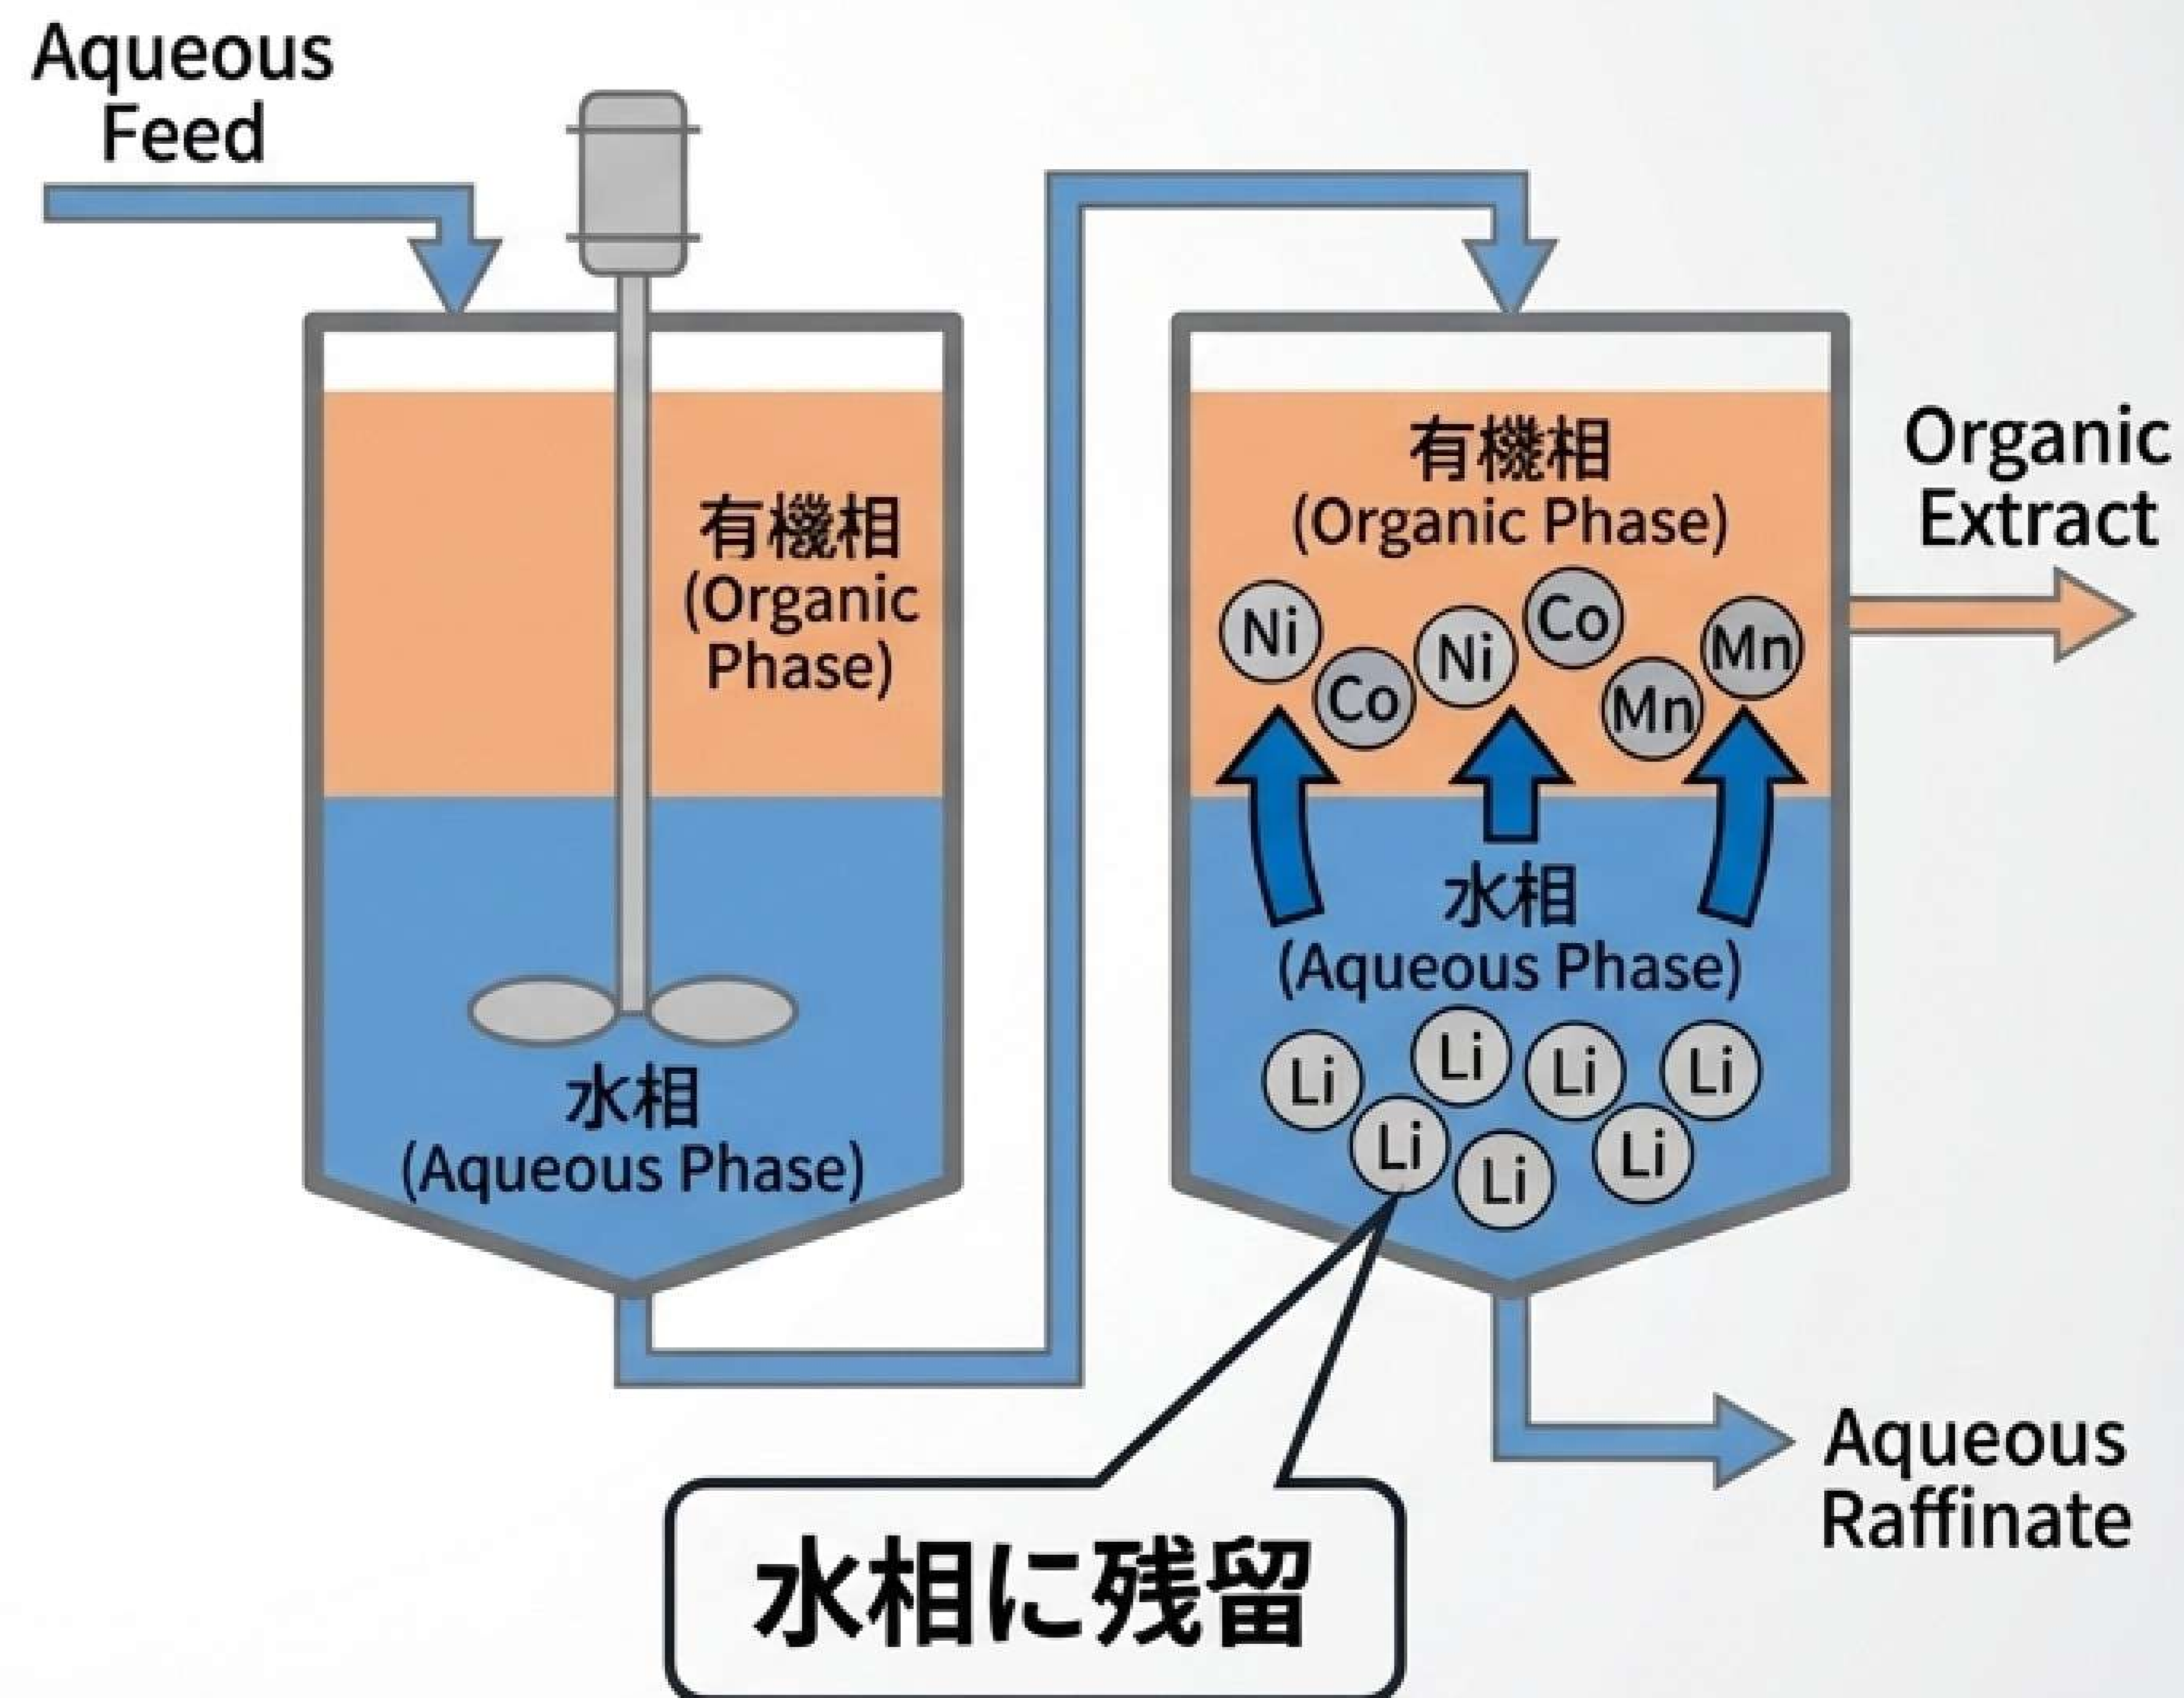 Aqueous
Feed
有機相
(Organic
Phase)
水相
(Aqueous Phase)
有機相
(Organic Phase)
Ni
Co
Ni
Co
Mn
Mn
水相
(Aqueous Phase)
Li
Li
Li
Li
Li
Li
Li
Organic
Extract
水相に残留
Aqueous
Raffinate